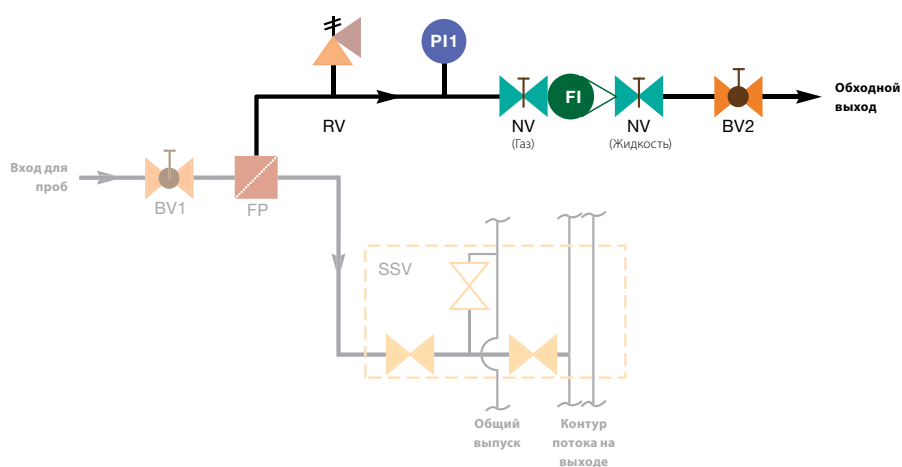 PI1
FI
Обходной
выход
RV
NV
(Газ)
NV
(Жидкость)
BV2
Вход для
проб
BV1
FP
SSV
Общий
выпуск
Контур
потока на
выходе